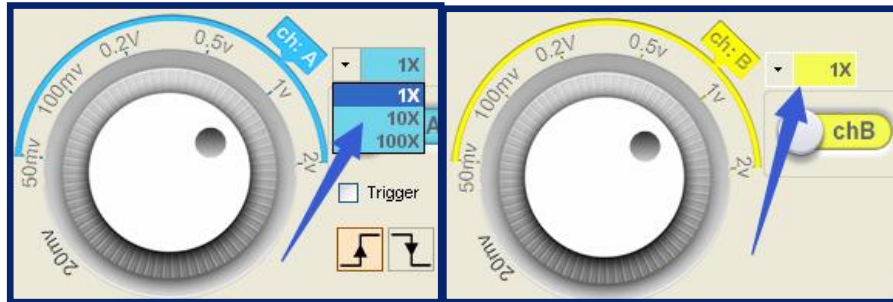 ch: A
0.2V
0.5v
100mv
1v
50mv
2v
20mv
1X
1X
10X
100X
A
Trigger
ch: B
0.2V
0.5v
100mv
1v
50mv
2v
20mv
1X
chB